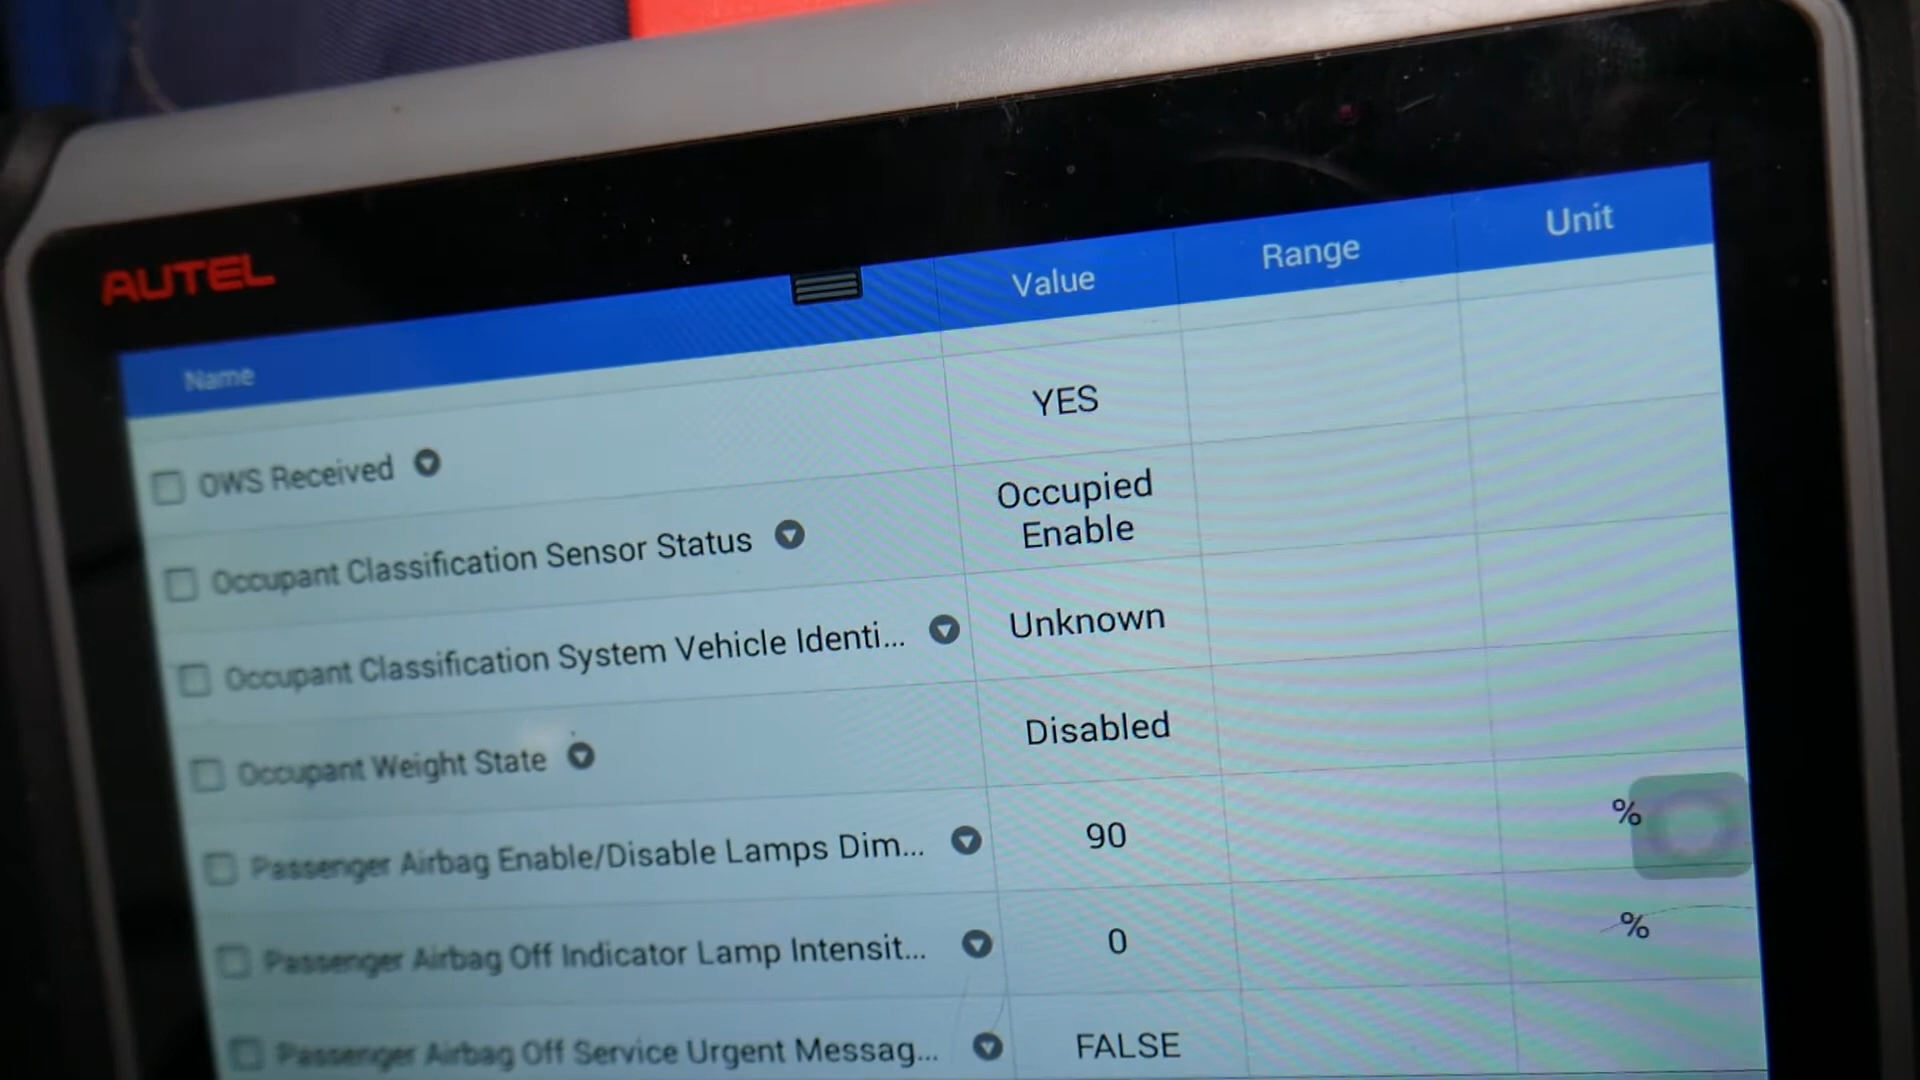 AUTEL
Name Value Range Unit
OWS Received YES
Occupant Classification Sensor Status Occupied
Enable
Occupant Classification System Vehicle Identi... Unknown
Occupant Weight State Disabled
Passenger Airbag Enable/Disable Lamps Dim... 90 %
Passenger Airbag Off Indicator Lamp Intensit... 0 %
Passenger Airbag Off Service Urgent Messag... FALSE